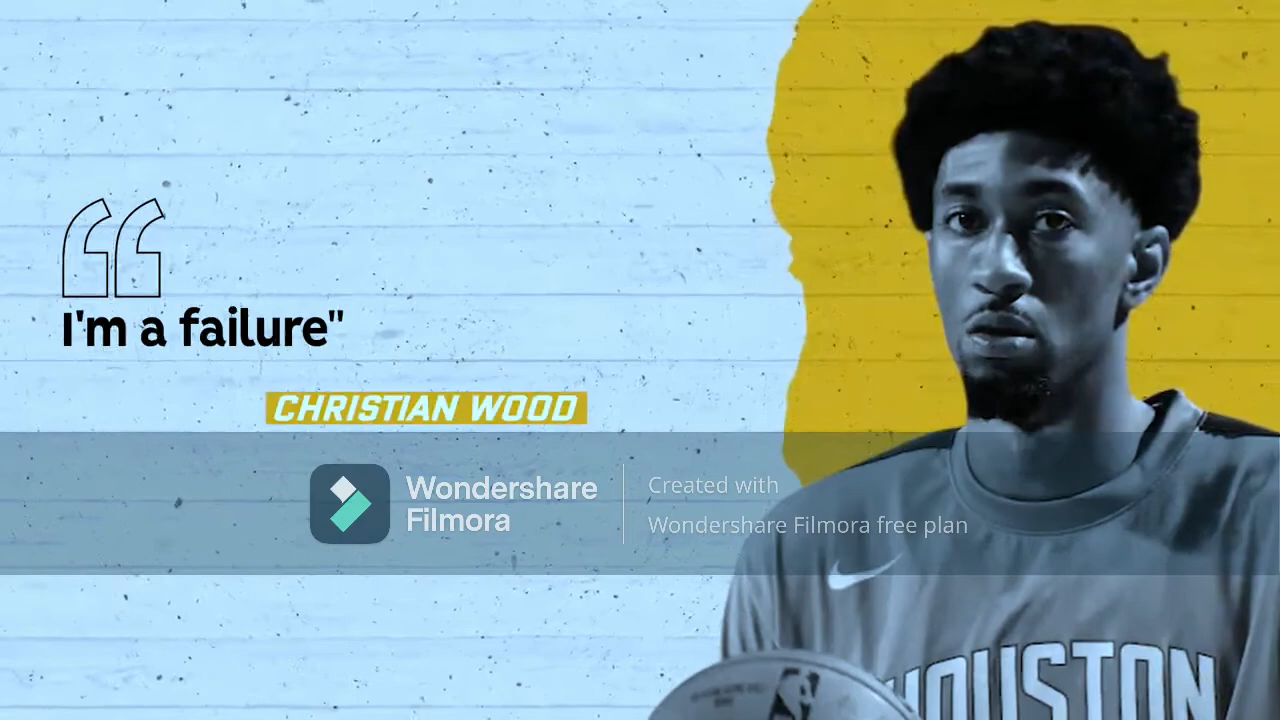 “
I'm a failure"
CHRISTIAN WOOD
Wondershare
Filmora
Created with
Wondershare Filmora free plan
HOUSTON